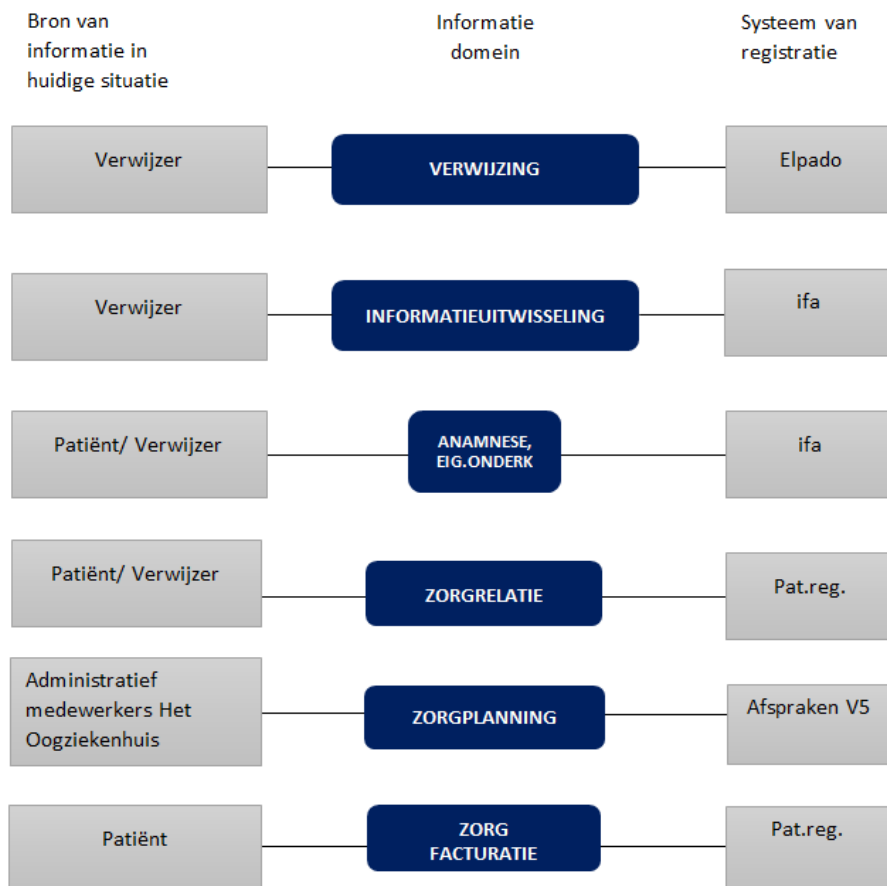 Bron van
informatie in
huidige situatie
Informatie
domein
Systeem van
registratie
Verwijzer
VERWIJZING
Elpado
Verwijzer
INFORMATIEUITWISSELING
ifa
Patiënt/ Verwijzer
ANAMNESE,
EIG.ONDERK
ifa
Patiënt/ Verwijzer
ZORGRELATIE
Pat.reg.
Administratief
medewerkers Het
Oogziekenhuis
ZORGPLANNING
Afspraken V5
Patiënt
ZORG
FACTURATIE
Pat.reg.